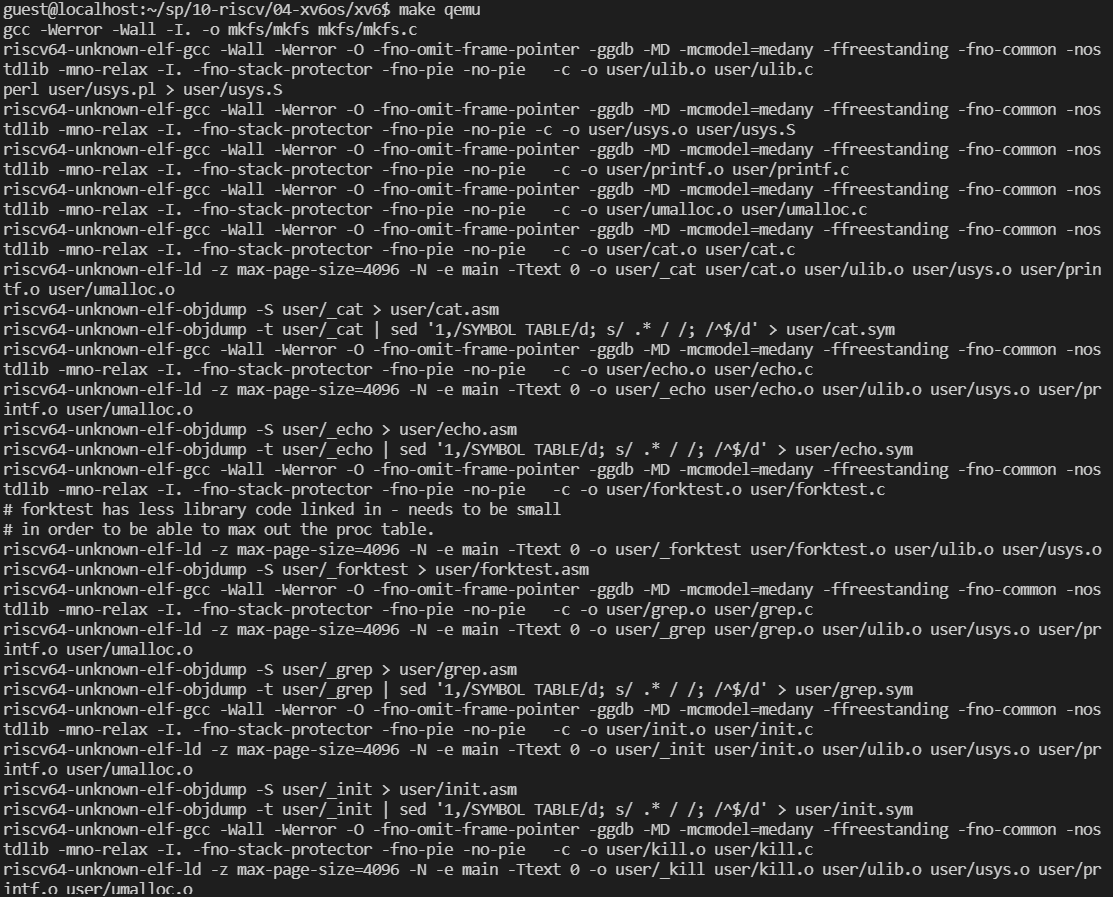 guest@localhost:~/sp/10-riscv/04-xv6os/xv6$ make qemu
gcc -Werror -Wall -I. -o mkfs/mkfs mkfs/mkfs.c
riscv64-unknown-elf-gcc -Wall -Werror -O -fno-omit-frame-pointer -ggdb -MD -mcmodel=medany -ffreestanding -fno-common -nos
tdlib -mno-relax -I. -fno-stack-protector -fno-pie -no-pie   -c -o user/ulib.o user/ulib.c
perl user/usys.pl > user/usys.S
riscv64-unknown-elf-gcc -Wall -Werror -O -fno-omit-frame-pointer -ggdb -MD -mcmodel=medany -ffreestanding -fno-common -nos
tdlib -mno-relax -I. -fno-stack-protector -fno-pie -no-pie -c -o user/usys.o user/usys.S
riscv64-unknown-elf-gcc -Wall -Werror -O -fno-omit-frame-pointer -ggdb -MD -mcmodel=medany -ffreestanding -fno-common -nos
tdlib -mno-relax -I. -fno-stack-protector -fno-pie -no-pie   -c -o user/printf.o user/printf.c
riscv64-unknown-elf-gcc -Wall -Werror -O -fno-omit-frame-pointer -ggdb -MD -mcmodel=medany -ffreestanding -fno-common -nos
tdlib -mno-relax -I. -fno-stack-protector -fno-pie -no-pie   -c -o user/umalloc.o user/umalloc.c
riscv64-unknown-elf-gcc -Wall -Werror -O -fno-omit-frame-pointer -ggdb -MD -mcmodel=medany -ffreestanding -fno-common -nos
tdlib -mno-relax -I. -fno-stack-protector -fno-pie -no-pie   -c -o user/cat.o user/cat.c
riscv64-unknown-elf-ld -z max-page-size=4096 -N -e main -Ttext 0 -o user/_cat user/cat.o user/ulib.o user/usys.o user/prin
tf.o user/umalloc.o
riscv64-unknown-elf-objdump -S user/_cat > user/cat.asm
riscv64-unknown-elf-objdump -t user/_cat | sed '1,/SYMBOL TABLE/d; s/ .* / /; /^$/d' > user/cat.sym
riscv64-unknown-elf-gcc -Wall -Werror -O -fno-omit-frame-pointer -ggdb -MD -mcmodel=medany -ffreestanding -fno-common -nos
tdlib -mno-relax -I. -fno-stack-protector -fno-pie -no-pie   -c -o user/echo.o user/echo.c
riscv64-unknown-elf-ld -z max-page-size=4096 -N -e main -Ttext 0 -o user/_echo user/echo.o user/ulib.o user/usys.o user/pr
intf.o user/umalloc.o
riscv64-unknown-elf-objdump -S user/_echo > user/echo.asm
riscv64-unknown-elf-objdump -t user/_echo | sed '1,/SYMBOL TABLE/d; s/ .* / /; /^$/d' > user/echo.sym
riscv64-unknown-elf-gcc -Wall -Werror -O -fno-omit-frame-pointer -ggdb -MD -mcmodel=medany -ffreestanding -fno-common -nos
tdlib -mno-relax -I. -fno-stack-protector -fno-pie -no-pie   -c -o user/forktest.o user/forktest.c
# forktest has less library code linked in - needs to be small
# in order to be able to max out the proc table.
riscv64-unknown-elf-ld -z max-page-size=4096 -N -e main -Ttext 0 -o user/_forktest user/forktest.o user/ulib.o user/usys.o
riscv64-unknown-elf-objdump -S user/_forktest > user/forktest.asm
riscv64-unknown-elf-gcc -Wall -Werror -O -fno-omit-frame-pointer -ggdb -MD -mcmodel=medany -ffreestanding -fno-common -nos
tdlib -mno-relax -I. -fno-stack-protector -fno-pie -no-pie   -c -o user/grep.o user/grep.c
riscv64-unknown-elf-ld -z max-page-size=4096 -N -e main -Ttext 0 -o user/_grep user/grep.o user/ulib.o user/usys.o user/pr
intf.o user/umalloc.o
riscv64-unknown-elf-objdump -S user/_grep > user/grep.asm
riscv64-unknown-elf-objdump -t user/_grep | sed '1,/SYMBOL TABLE/d; s/ .* / /; /^$/d' > user/grep.sym
riscv64-unknown-elf-gcc -Wall -Werror -O -fno-omit-frame-pointer -ggdb -MD -mcmodel=medany -ffreestanding -fno-common -nos
tdlib -mno-relax -I. -fno-stack-protector -fno-pie -no-pie   -c -o user/init.o user/init.c
riscv64-unknown-elf-ld -z max-page-size=4096 -N -e main -Ttext 0 -o user/_init user/init.o user/ulib.o user/usys.o user/pr
intf.o user/umalloc.o
riscv64-unknown-elf-objdump -S user/_init > user/init.asm
riscv64-unknown-elf-objdump -t user/_init | sed '1,/SYMBOL TABLE/d; s/ .* / /; /^$/d' > user/init.sym
riscv64-unknown-elf-gcc -Wall -Werror -O -fno-omit-frame-pointer -ggdb -MD -mcmodel=medany -ffreestanding -fno-common -nos
tdlib -mno-relax -I. -fno-stack-protector -fno-pie -no-pie   -c -o user/kill.o user/kill.c
riscv64-unknown-elf-ld -z max-page-size=4096 -N -e main -Ttext 0 -o user/_kill user/kill.o user/ulib.o user/usys.o user/pr
intf.o user/umalloc.o